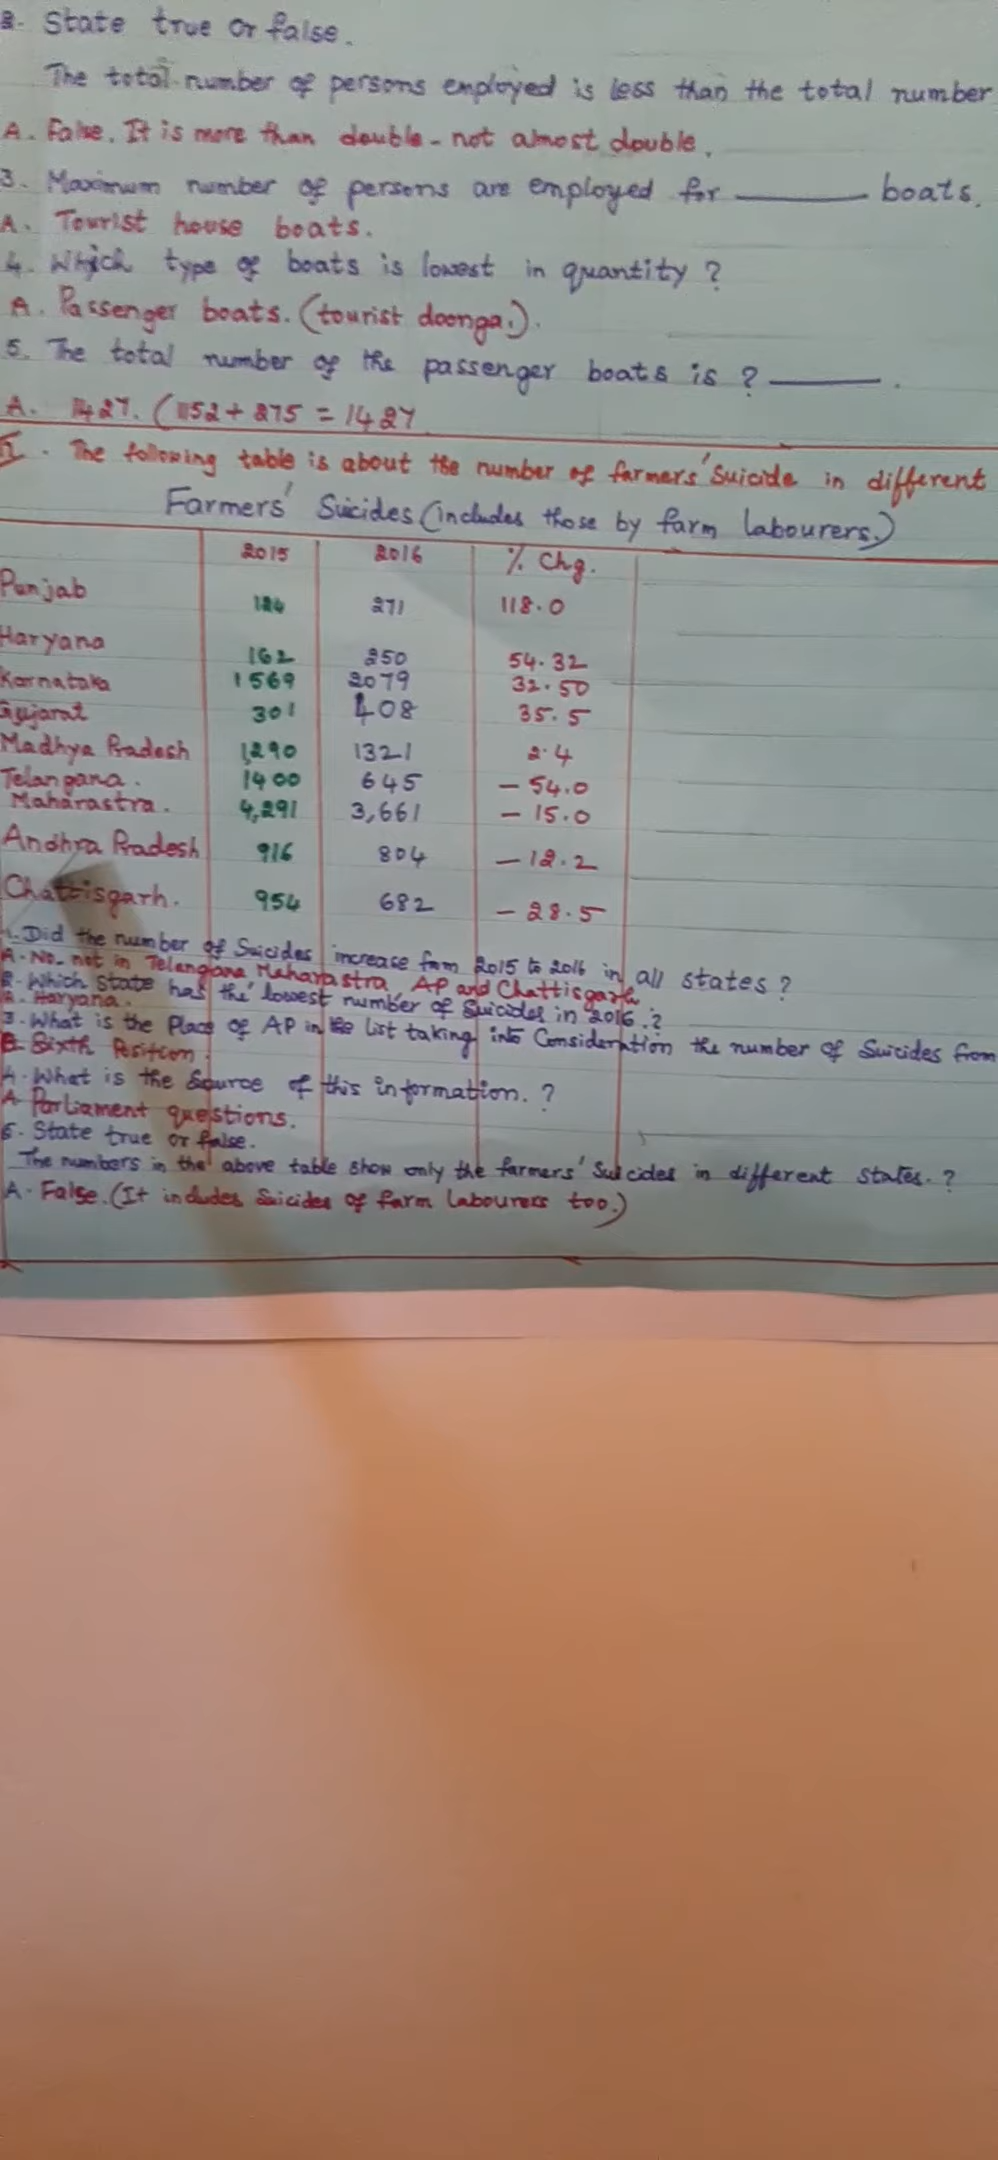 2. State true or false.
The total number of persons employed is less than the total number
A. False. It is more than double - not almost double.
3. Maximum number of persons are employed for ______ boats.
A. Tourist house boats.
4. Which type of boats is lowest in quantity ?
A. Passenger boats. (tourist doonga.).
5. The total number of the passenger boats is ? ______ .
A. 1427. (1152 + 275 = 1427
I. The following table is about the number of farmers' Suicide in different
Farmers' Suicides (includes those by farm labourers.)
2015 2016 % Chg.
Punjab 124 271 118.0
Haryana 162 250 54.32
Karnataka 1569 2079 32.50
Gujarat 301 408 35.5
Madhya Pradesh 1,290 1321 2.4
Telangana. 1400 645 - 54.0
Maharastra. 4,291 3,661 - 15.0
Andhra Pradesh 916 804 - 12.2
Chattisgarh. 954 682 - 28.5
1. Did the number of Suicides increase from 2015 to 2016 in all states ?
A. No- not in Telangana Maharastra, AP and Chattisgarh
2. Which State has the lowest number of Suicides in 2016.?
A. Haryana.
3. What is the Place of AP in the list taking into Consideration the number of Suicides from
Sixth Position.
4. What is the Source of this information. ?
A Parliament questions.
5. State true or false.
The numbers in the above table show only the farmers' Suicides in different states. ?
A. False. (It includes Suicides of farm labourers too.)